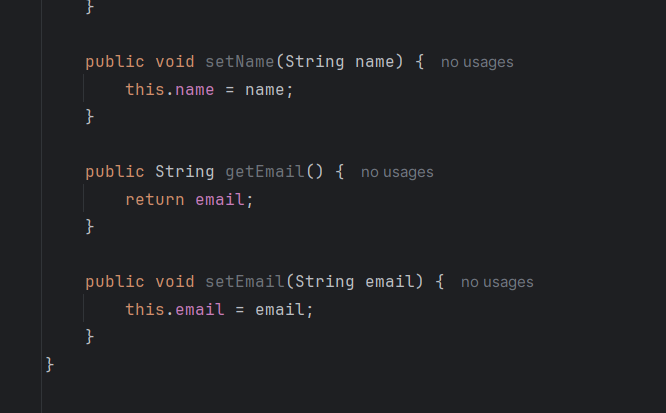 }
public void setName(String name) { no usages
this.name = name;
}
public String getEmail() { no usages
return email;
}
public void setEmail(String email) { no usages
this.email = email;
}
}